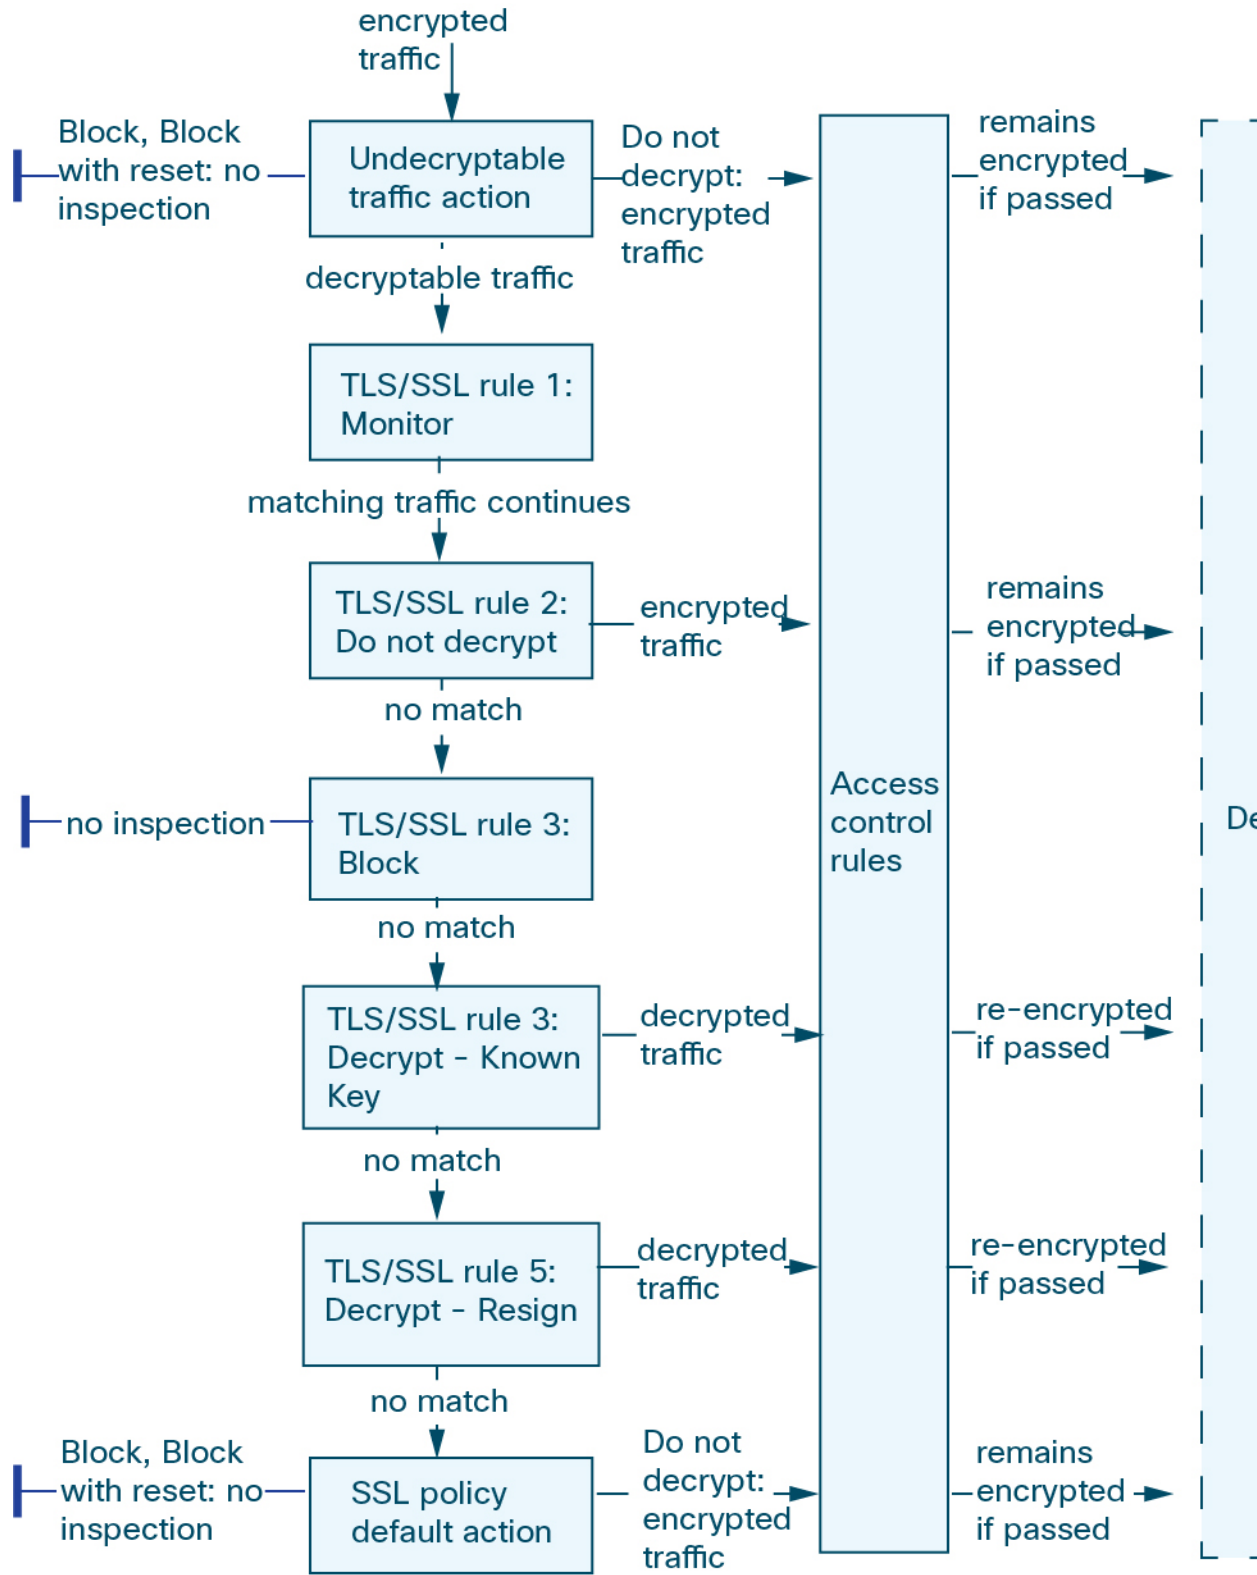 encrypted
traffic
Block, Block
with reset: no
inspection
Undecryptable
traffic action
Do not
decrypt:
encrypted
traffic
remains
encrypted
if passed
decryptable traffic
TLS/SSL rule 1:
Monitor
matching traffic continues
TLS/SSL rule 2:
Do not decrypt
encrypted
traffic
remains
encrypted
if passed
no match
no inspection
TLS/SSL rule 3:
Block
Access
control
rules
no match
TLS/SSL rule 3:
Decrypt - Known
Key
decrypted
traffic
re-encrypted
if passed
no match
TLS/SSL rule 5:
Decrypt - Resign
decrypted
traffic
re-encrypted
if passed
no match
Block, Block
with reset: no
inspection
SSL policy
default action
Do not
decrypt:
encrypted
traffic
remains
encrypted
if passed